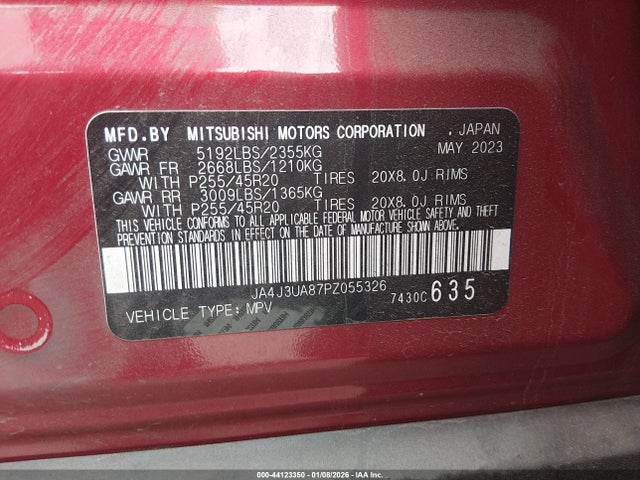 MFD.BY MITSUBISHI MOTORS CORPORATION .JAPAN
GVWR 5192LBS/2355KG MAY 2023
GAWR FR 2668LBS/1210KG
WITH P255/45R20 TIRES 20X8.0J RIMS
GAWR RR 3009LBS/1365KG
WITH P255/45R20 TIRES 20X8.0J RIMS
THIS VEHICLE CONFORMS TO ALL APPLICABLE FEDERAL MOTOR VEHICLE SAFETY AND THEFT
PREVENTION STANDARDS IN EFFECT ON THE DATE OF MANUFACTURE SHOWN ABOVE.
JA4J3UA87PZ055326 7430C 635
VEHICLE TYPE: MPV
000-44123350 | 01/08/2026 | IAA Inc.